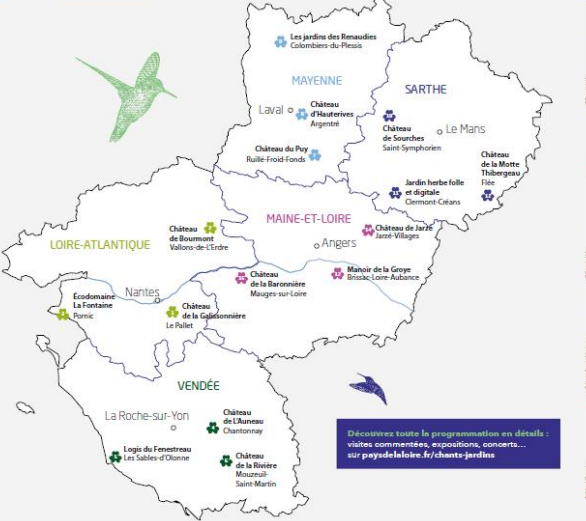 Les jardins des Renaudies
Colombiers-du-Plessis
MAYENNE
Laval
Château
d'Hauterives
Argentré
Château du Puy
Ruillé-Froid-Fonds
SARTHE
Château
de Sourches
Saint-Symphorien
Le Mans
Château
de la Motte
Thibergeau
Flée
Jardin herbe folle
et digitale
Clermont-Créans
MAINE-ET-LOIRE
Château de Jarzé
Jarzé-Villages
Angers
Château
de la Baronnière
Mauges-sur-Loire
Manoir de la Groye
Brissac-Loire-Aubance
LOIRE-ATLANTIQUE
Château
de Bourmont
Vallons-de-L'Erdre
Nantes
Écodomaine
La Fontaine
Pornic
Château
de la Galissonnière
Le Pallet
VENDÉE
La Roche-sur-Yon
Château
de L'Auneau
Chantonnay
Logis du Fenestreau
Les Sables-d'Olonne
Château
de la Rivière
Mouzeuil-
Saint-Martin
Découvrez toute la programmation en détails :
visites commentées, expositions, concerts...
sur paysdelaloire.fr/chants-jardins